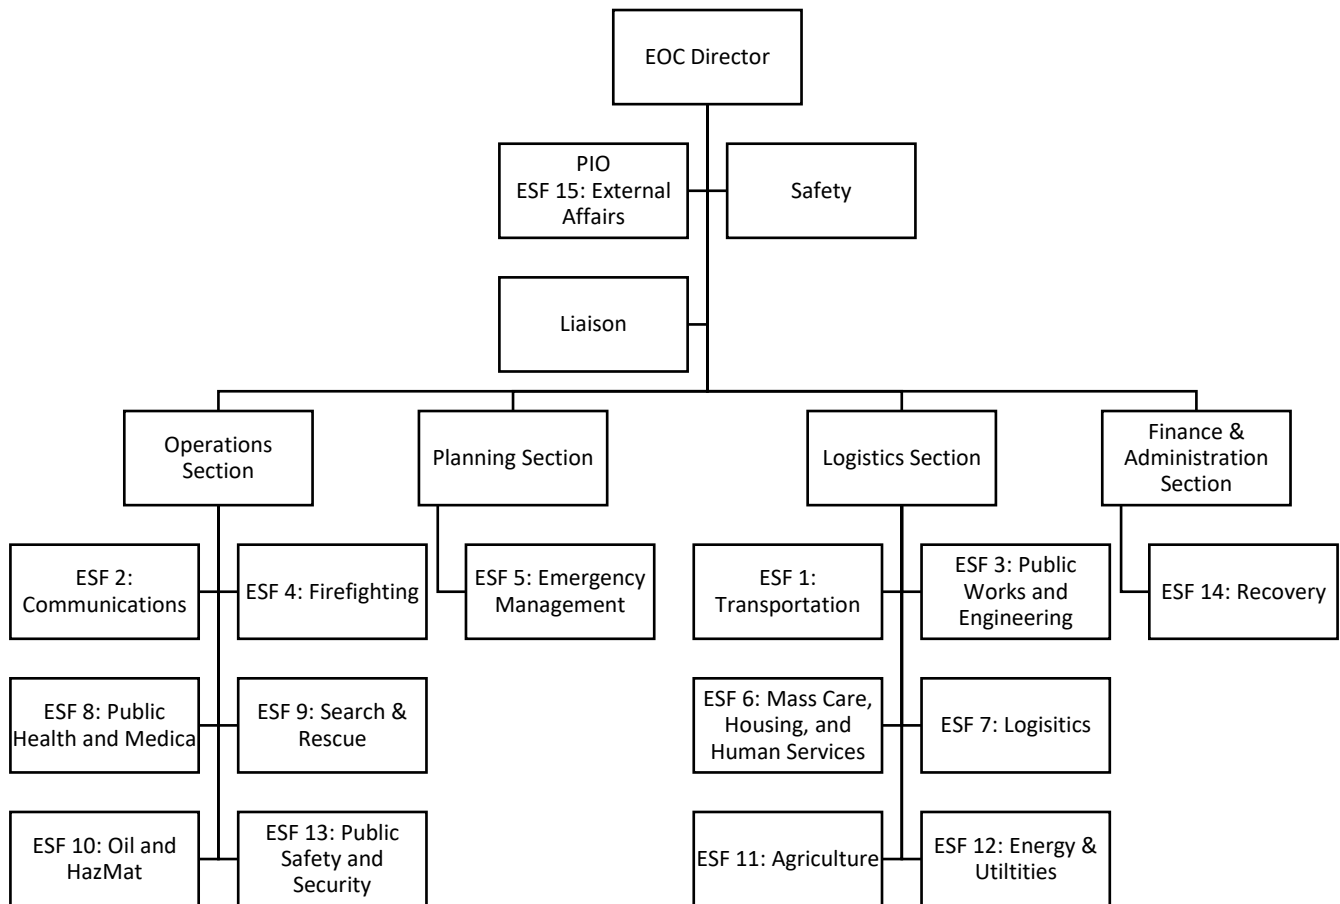 EOC Director
PIO
ESF 15: External
Affairs
Safety
Liaison
Operations
Section
Planning Section
Logistics Section
Finance &
Administration
Section
ESF 2:
Communications
ESF 4: Firefighting
ESF 5: Emergency
Management
ESF 1:
Transportation
ESF 3: Public
Works and
Engineering
ESF 14: Recovery
ESF 8: Public
Health and Medica
ESF 9: Search &
Rescue
ESF 6: Mass Care,
Housing, and
Human Services
ESF 7: Logisitics
ESF 10: Oil and
HazMat
ESF 13: Public
Safety and
Security
ESF 11: Agriculture
ESF 12: Energy &
Utiltities